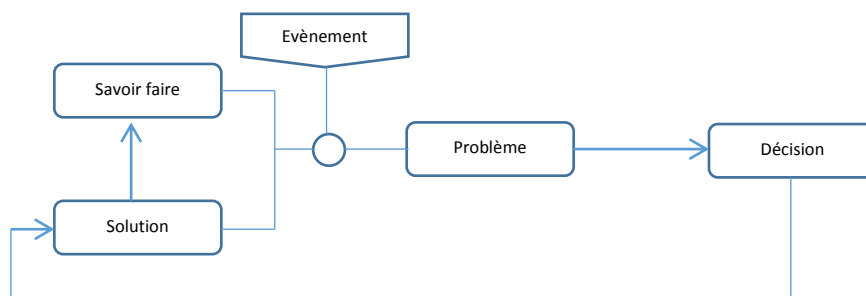 Evènement
Savoir faire
Problème
Décision
Solution